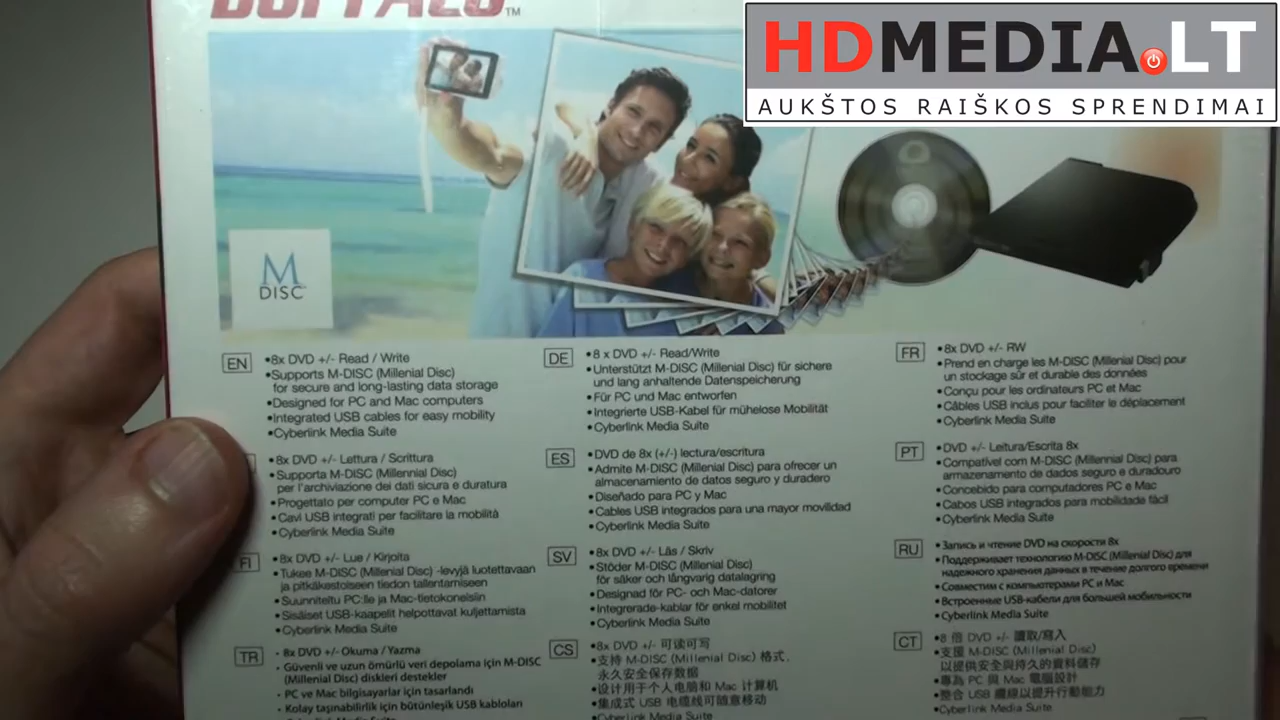 BUFFALO™
HDMEDIA.LT
AUKŠTOS RAIŠKOS SPRENDIMAI
M
DISC
EN
•8x DVD +/- Read / Write
•Supports M-DISC (Millenial Disc)
for secure and long-lasting data storage
•Designed for PC and Mac computers
•Integrated USB cables for easy mobility
•Cyberlink Media Suite
DE
•8 x DVD +/- Read/Write
•Unterstützt M-DISC (Millenial Disc) für sichere
und lang anhaltende Datenspeicherung
•Für PC und Mac entworfen
•Integrierte USB-Kabel für mühelose Mobilität
•Cyberlink Media Suite
FR
•8x DVD +/- RW
•Prend en charge les M-DISC (Millenial Disc) pour
un stockage sûr et durable des données
•Conçu pour les ordinateurs PC et Mac
•Câbles USB inclus pour faciliter le déplacement
•Cyberlink Media Suite
•8x DVD +/- Lettura / Scrittura
•Supporta M-DISC (Millennial Disc)
per l'archiviazione dei dati sicura e duratura
•Progettato per computer PC e Mac
•Cavi USB integrati per facilitare la mobilità
•Cyberlink Media Suite
ES
•DVD de 8x (+/-) lectura/escritura
•Admite M-DISC (Millenial Disc) para ofrecer un
almacenamiento de datos seguro y duradero
•Diseñado para PC y Mac
•Cables USB integrados para una mayor movilidad
•Cyberlink Media Suite
PT
•DVD +/- Leitura/Escrita 8x
•Compatível com M-DISC (Millennial Disc) para
armazenamento de dados seguro e duradouro
•Concebido para computadores PC e Mac
•Cabos USB integrados para mobilidade fácil
•Cyberlink Media Suite
FI
•8x DVD +/- Lue / Kirjoita
•Tukee M-DISC (Millenial Disc) -levyjä luotettavaan
ja pitkäkestoiseen tiedon tallentamiseen
•Suunniteltu PC:lle ja Mac-tietokoneisiin
•Sisäiset USB-kaapelit helpottavat kuljettamista
•Cyberlink Media Suite
SV
•8x DVD +/- Läs / Skriv
•Stöder M-DISC (Millenial Disc)
för säker och långvarig datalagring
•Designad för PC- och Mac-datorer
•Integrerade-kablar för enkel mobilitet
•Cyberlink Media Suite
RU
•Запись и чтение DVD на скорости 8x
•Поддерживает технологию M-DISC (Millenial Disc) для
надежного хранения данных в течение долгого времени
•Совместим с компьютерами PC и Mac
•Встроенные USB-кабели для большей мобильности
•Cyberlink Media Suite
TR
• 8x DVD +/- Okuma / Yazma
• Güvenli ve uzun ömürlü veri depolama için M-DISC
(Millenial Disc) diskleri destekler
• PC ve Mac bilgisayarlar için tasarlandı
• Kolay taşınabilirlik için bütünleşik USB kabloları
• Cyberlink Media Suite
CS
•8x DVD +/- 可读可写
•支持 M-DISC (Millenial Disc) 格式,
永久安全保存数据
•设计用于个人电脑和 Mac 计算机
•集成式 USB 电缆线可随意移动
•Cyberlink Media Suite
CT
•8 倍 DVD +/- 讀取/寫入
•支援 M-DISC (Millenial Disc)
以提供安全與持久的資料儲存
•專為 PC 與 Mac 電腦設計
•整合 USB 纜線以提升行動能力
•Cyberlink Media Suite